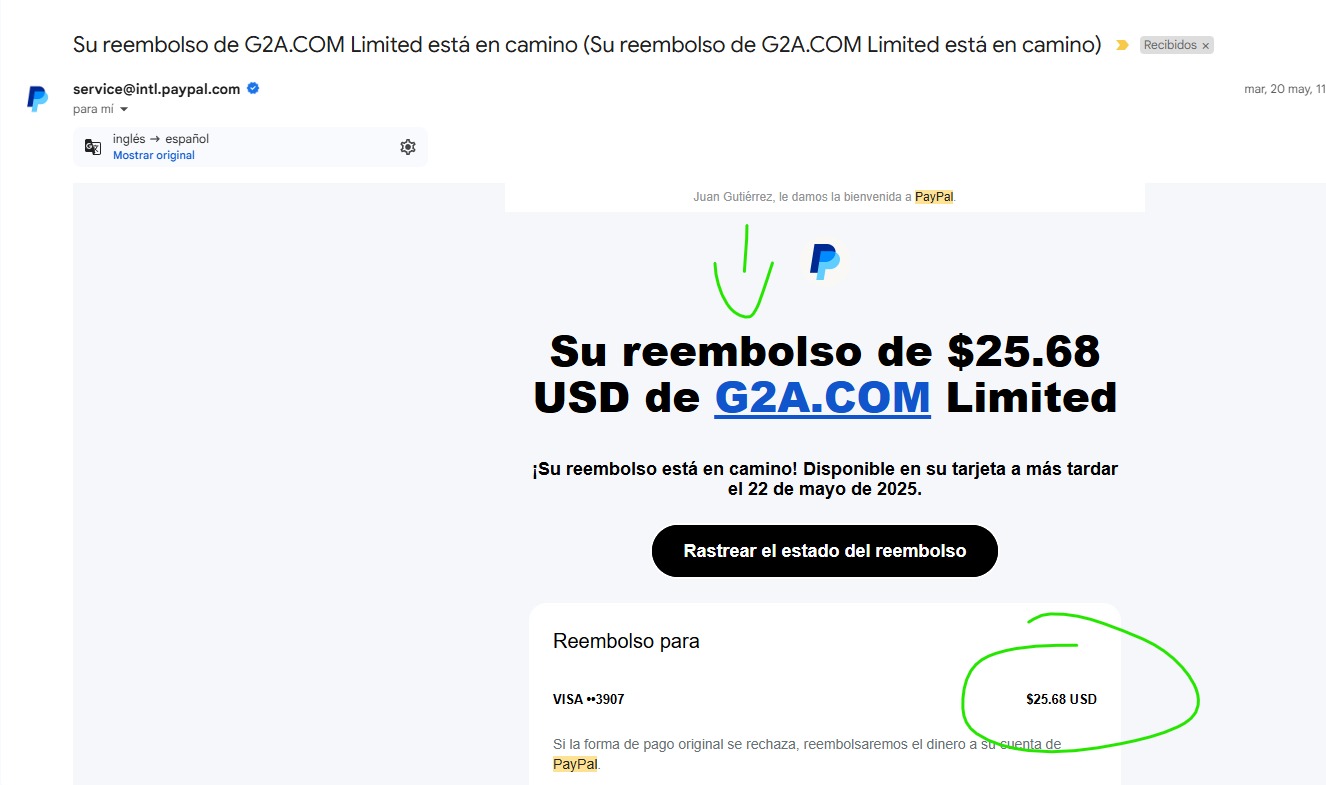 Su reembolso de G2A.COM Limited está en camino (Su reembolso de G2A.COM Limited está en camino)
Recibidos ×
service@intl.paypal.com
mar, 20 may, 11
para mí
inglés → español
Mostrar original
Juan Gutiérrez, le damos la bienvenida a PayPal.
Su reembolso de $25.68
USD de G2A.COM Limited
¡Su reembolso está en camino! Disponible en su tarjeta a más tardar
el 22 de mayo de 2025.
Rastrear el estado del reembolso
Reembolso para
VISA ••3907
$25.68 USD
Si la forma de pago original se rechaza, reembolsaremos el dinero a su cuenta de
PayPal.